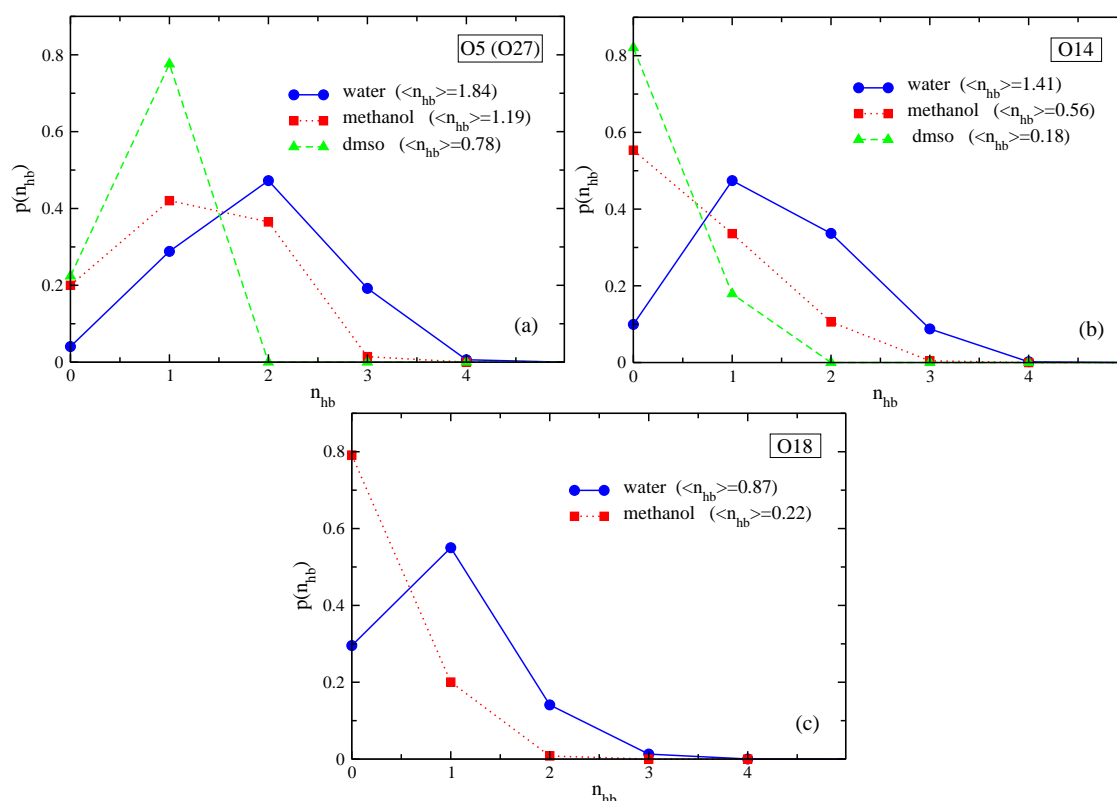 O5 (O27)
water (<n_hb>=1.84)
methanol (<n_hb>=1.19)
dmso (<n_hb>=0.78)
p(n_hb)
0.8
0.6
0.4
0.2
0
(a)
0 1 2 3 4
n_hb
O14
water (<n_hb>=1.41)
methanol (<n_hb>=0.56)
dmso (<n_hb>=0.18)
p(n_hb)
0.8
0.6
0.4
0.2
0
(b)
0 1 2 3 4
n_hb
O18
water (<n_hb>=0.87)
methanol (<n_hb>=0.22)
p(n_hb)
0.8
0.6
0.4
0.2
0
(c)
0 1 2 3 4
n_hb